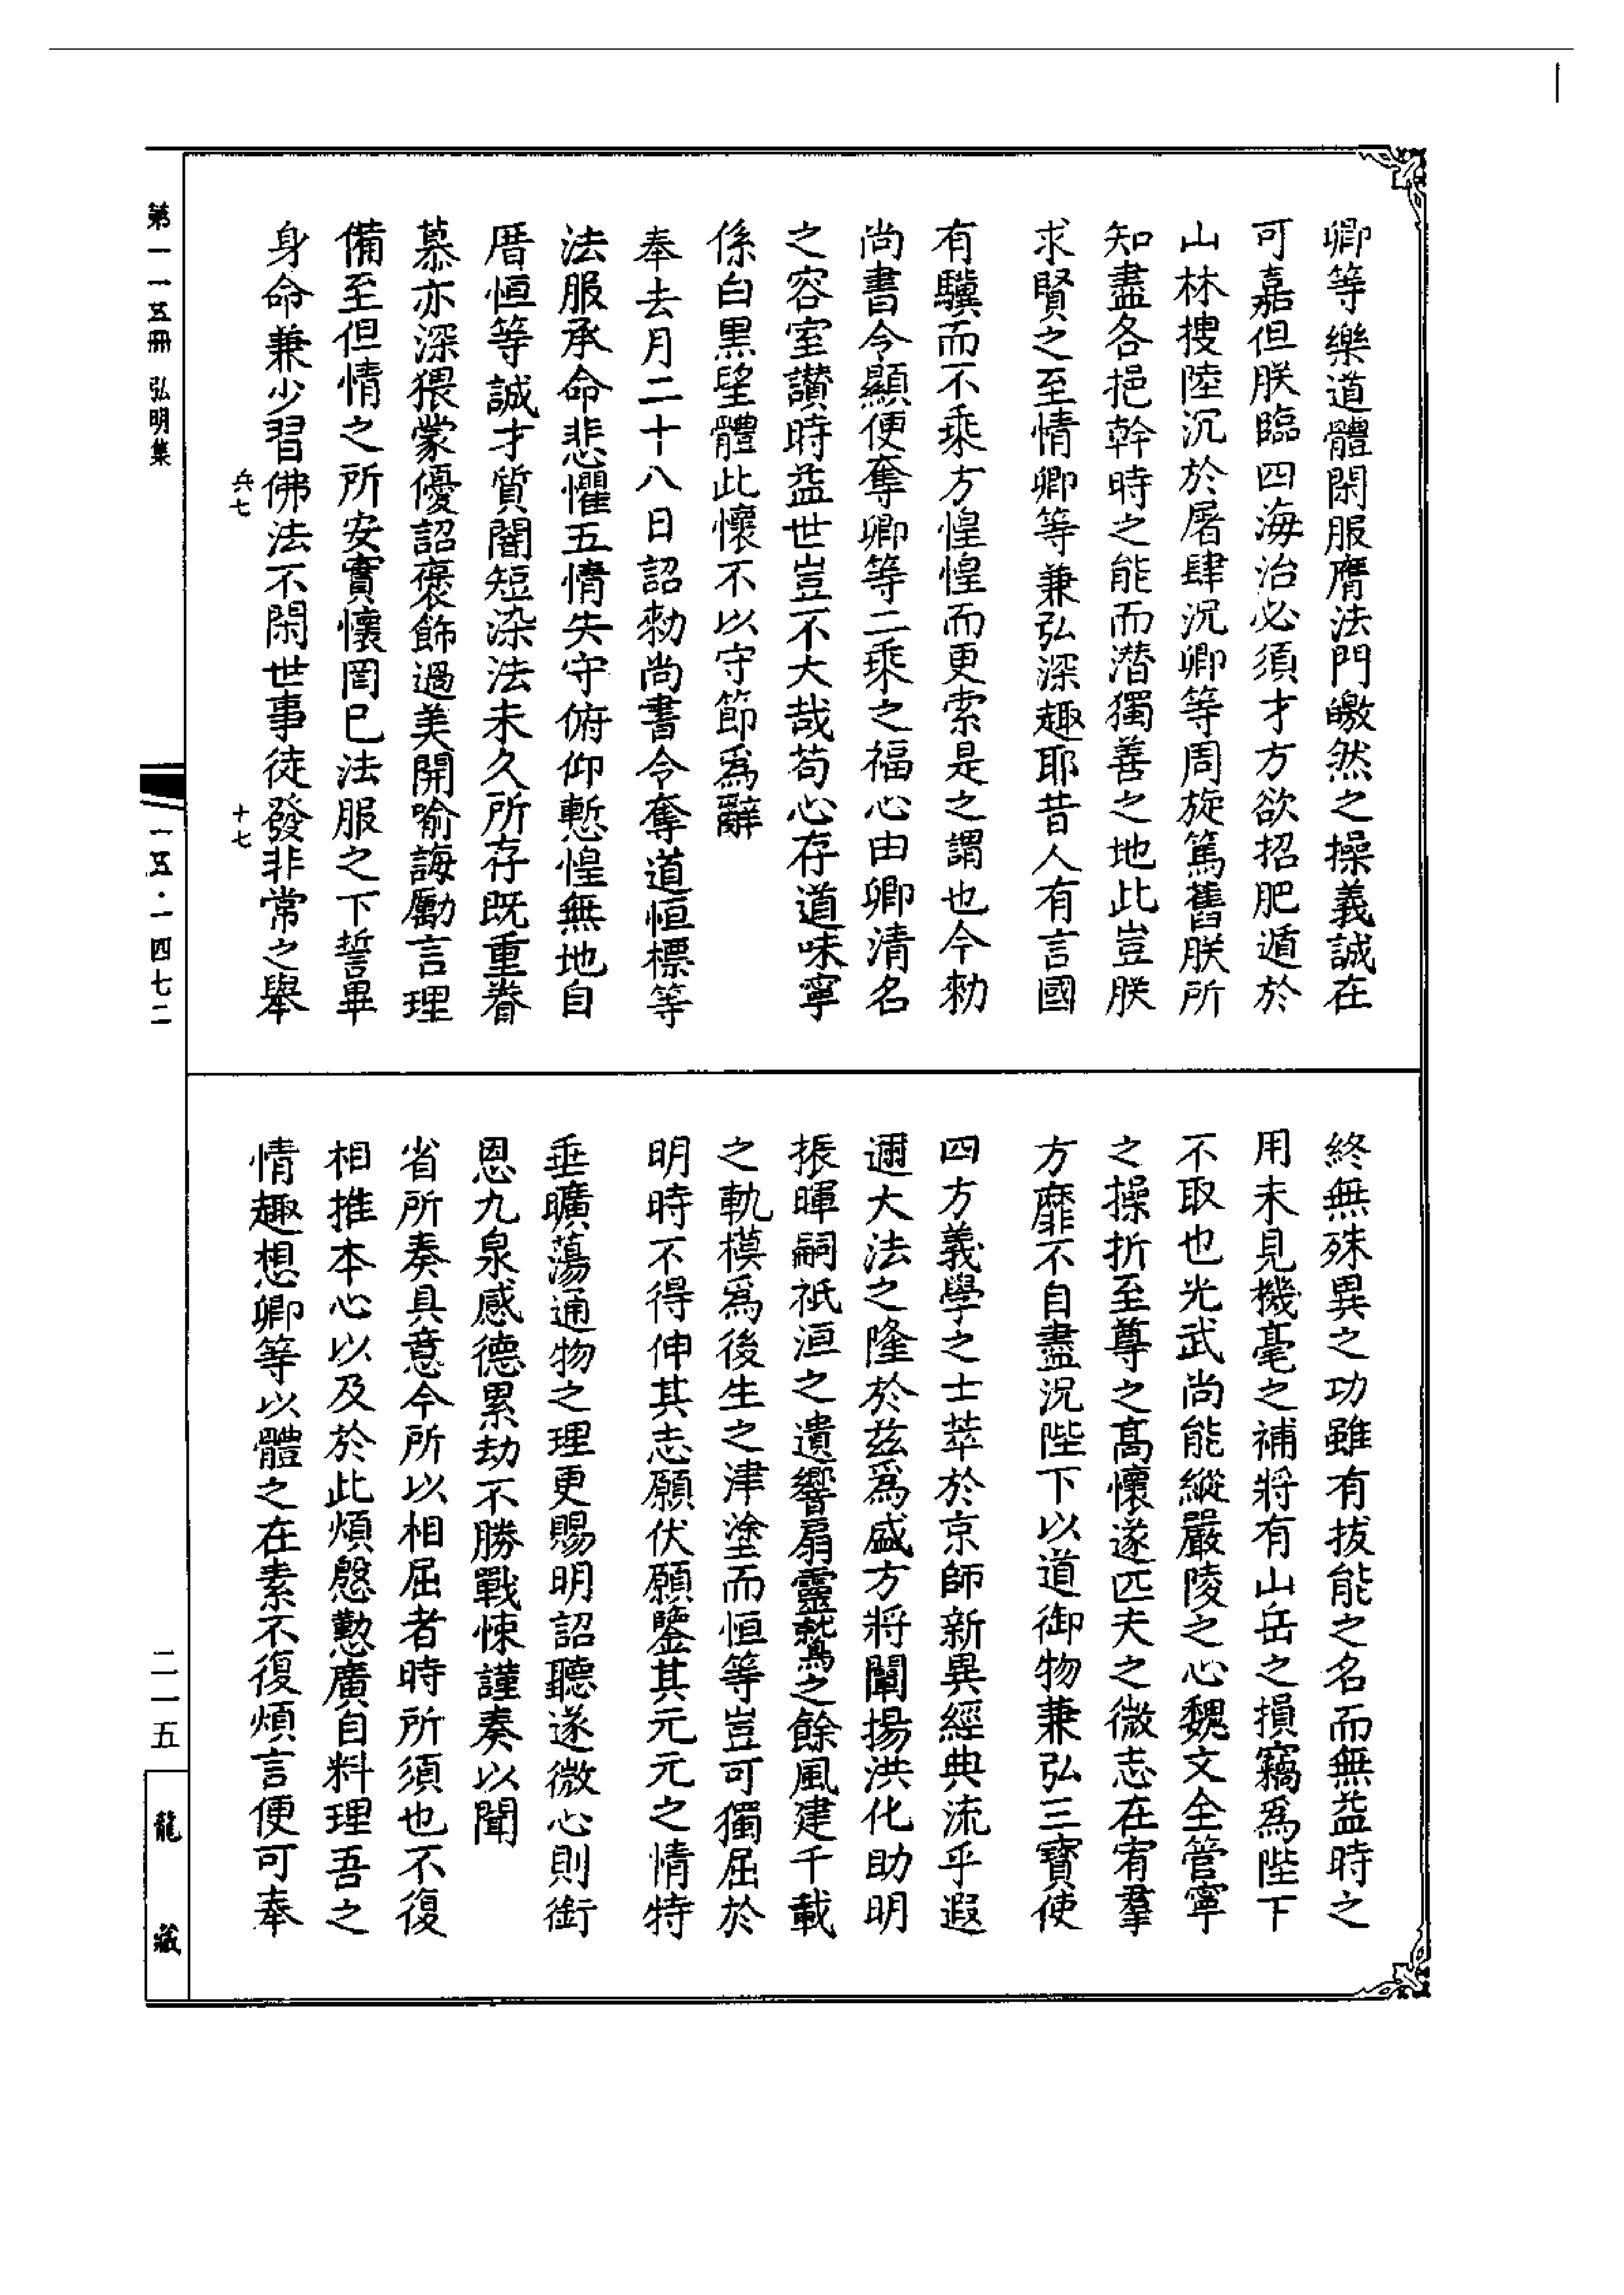 卿等樂道體閑服膺法門皦然之操義誠在
可嘉但朕臨四海治必須才方欲招肥遁於
山林搜陸沉於屠肆況卿等周旋篤舊朕所
知盡各挹幹時之能而潛獨善之地此豈朕
求賢之至情卿等兼弘深趣耶昔人有言國
有驥而不乘方惶惶而更索是之謂也今勑
尚書令顯便奪卿等二乘之福心由卿清名
之容室讃時益世豈不大哉苟心存道味寧
係白黑望體此懷不以守節爲辭
奉去月二十八日詔勑尚書令奪道恒標等
法服承命悲懼五情失守俯仰慙惶無地自
厝恒等誠才質闇短染法未久所存既重眷
慕亦深猥蒙優詔褒飾過美開喻誨勵言理
備至但情之所安實懷罔已法服之下誓畢
身命兼少習佛法不閑世事徒發非常之舉
終無殊異之功雖有拔能之名而無益時之
用未見機毫之補將有山岳之損竊爲陛下
不取也光武尚能縱嚴陵之心魏文全管寧
之操折至尊之高懷遂匹夫之微志在宥羣
方靡不自盡況陛下以道御物兼弘三寶使
四方義學之士萃於京師新異經典流乎遐
邇大法之隆於茲爲盛方將闡揚洪化助明
振暉嗣祇洹之遺響扇靈鷲之餘風建千載
之軌模爲後生之津塗而恒等豈可獨屈於
明時不得伸其志願伏願鑒其元元之情特
垂曠蕩通物之理更賜明詔聽遂微心則銜
恩九泉感德累劫不勝戰悚謹奏以聞
省所奏具意今所以相屈者時所須也不復
相推本心以及於此煩慇懃廣自料理吾之
情趣想卿等以體之在素不復煩言便可奉
兵七
十七
第一一五冊 弘明集
一一五·一四七二
二一五
龍藏